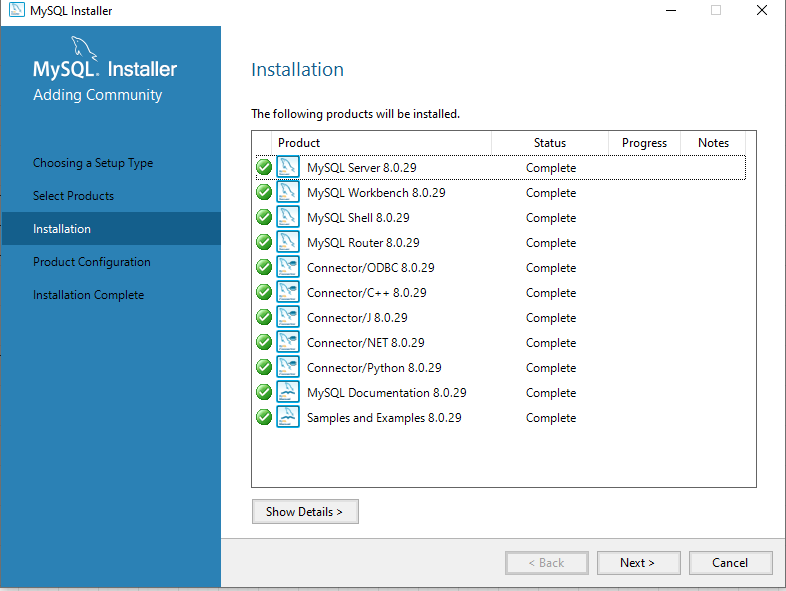 MySQL Installer
MySQL. Installer
Adding Community
Choosing a Setup Type
Select Products
Installation
Product Configuration
Installation Complete
Installation
The following products will be installed.
Product Status Progress Notes
MySQL Server 8.0.29 Complete
MySQL Workbench 8.0.29 Complete
MySQL Shell 8.0.29 Complete
MySQL Router 8.0.29 Complete
Connector/ODBC 8.0.29 Complete
Connector/C++ 8.0.29 Complete
Connector/J 8.0.29 Complete
Connector/NET 8.0.29 Complete
Connector/Python 8.0.29 Complete
MySQL Documentation 8.0.29 Complete
Samples and Examples 8.0.29 Complete
Show Details >
< Back Next > Cancel